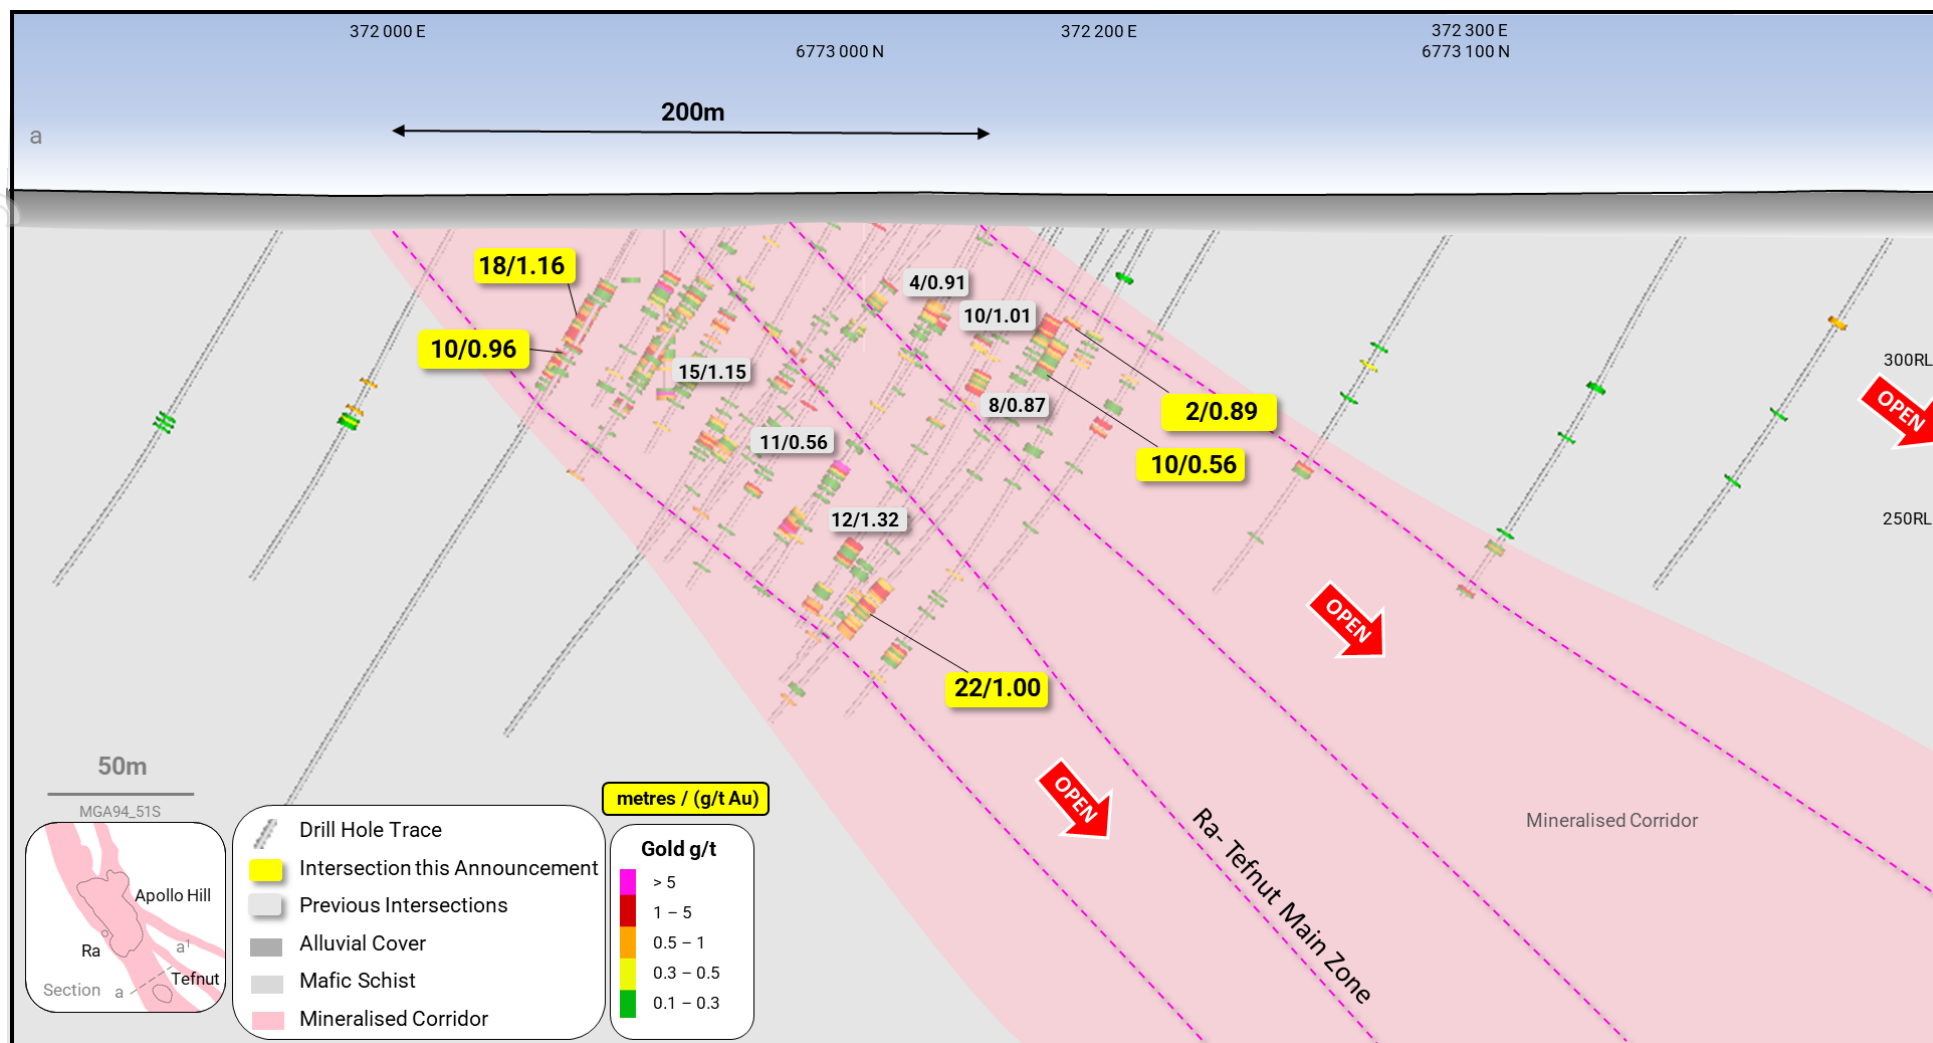 372 000 E
6773 000 N
372 200 E
372 300 E
6773 100 N
200m
a
18/1.16
10/0.96
4/0.91
10/1.01
15/1.15
8/0.87
2/0.89
11/0.56
10/0.56
12/1.32
22/1.00
300RL
OPEN
250RL
OPEN
OPEN
Ra- Tefnut Main Zone
Mineralised Corridor
50m
MGA94_51S
Apollo Hill
Ra
a¹
Tefnut
Section a
Drill Hole Trace
Intersection this Announcement
Previous Intersections
Alluvial Cover
Mafic Schist
Mineralised Corridor
metres / (g/t Au)
Gold g/t
> 5
1 – 5
0.5 – 1
0.3 – 0.5
0.1 – 0.3